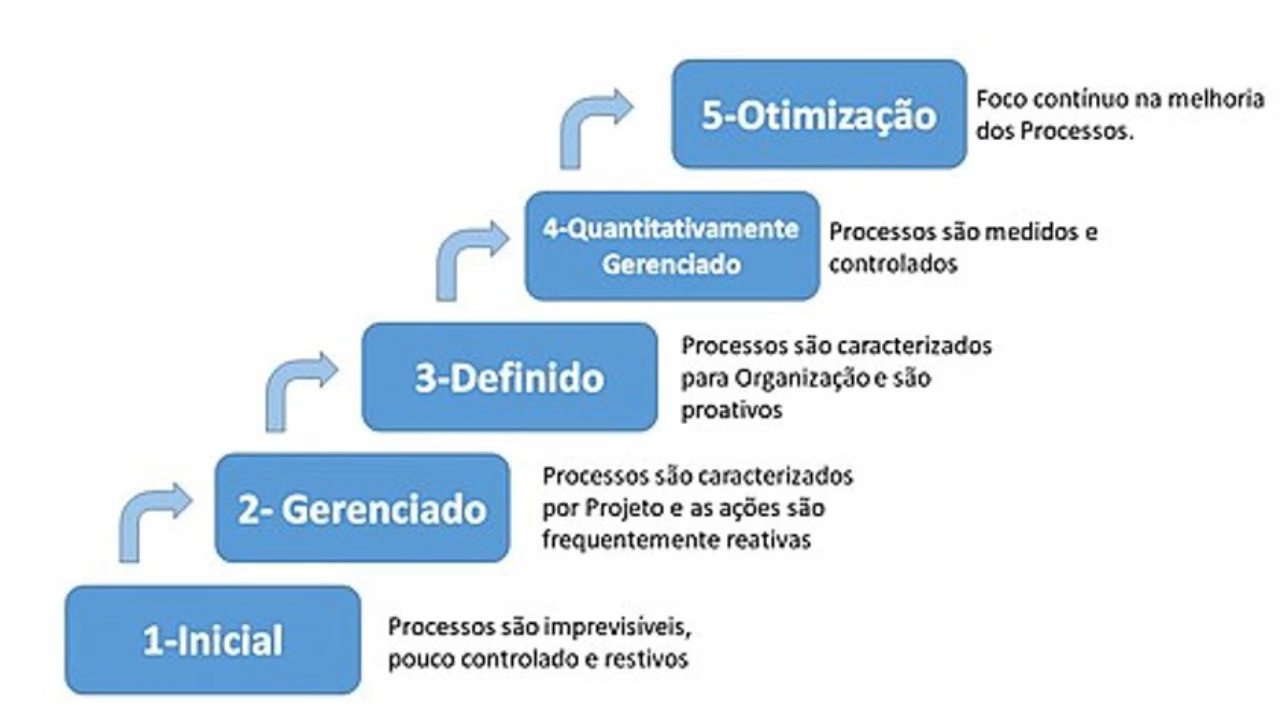 5-Otimização
Foco contínuo na melhoria
dos Processos.
4-Quantitativamente
Gerenciado
Processos são medidos e
controlados
3-Definido
Processos são caracterizados
para Organização e são
proativos
2- Gerenciado
Processos são caracterizados
por Projeto e as ações são
frequentemente reativas
1-Inicial
Processos são imprevisíveis,
pouco controlado e restivos